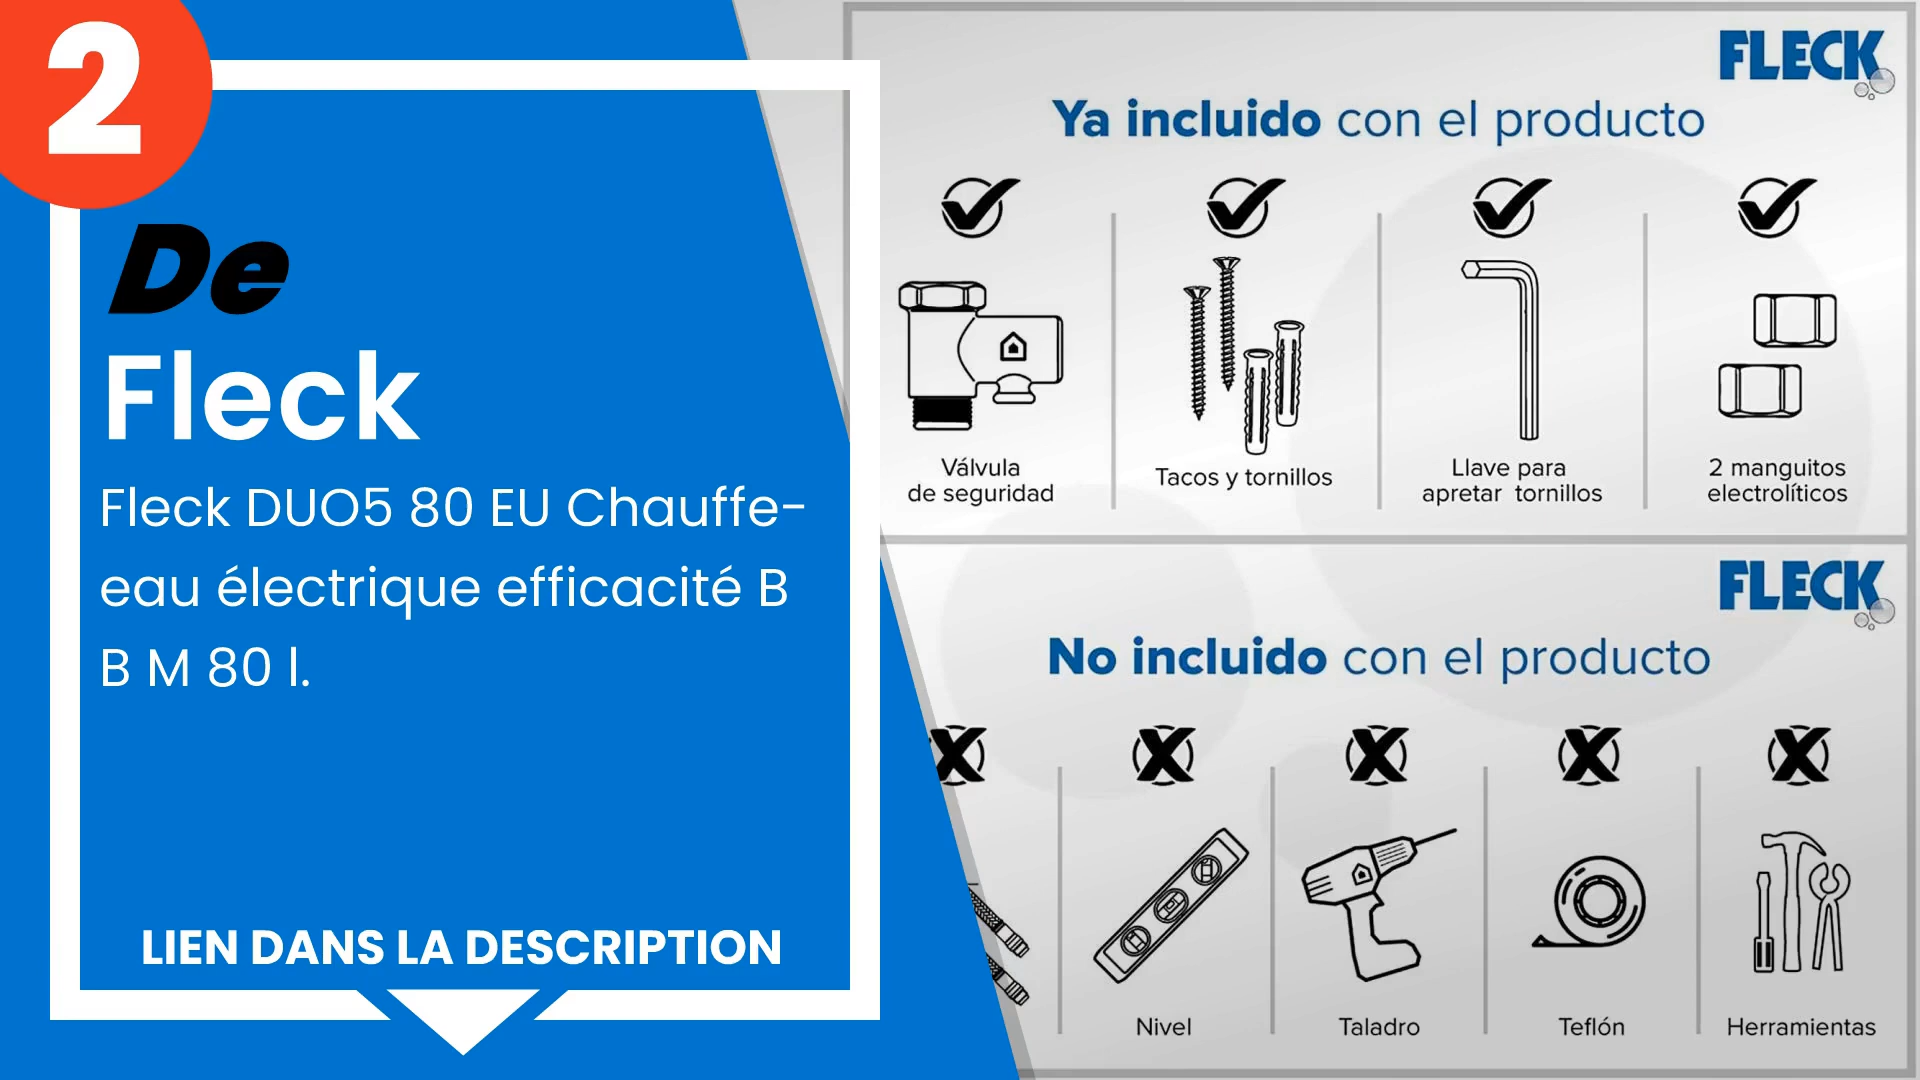 2
De
Fleck
Fleck DUO5 80 EU Chauffe-
eau électrique efficacité B
B M 80 l.
LIEN DANS LA DESCRIPTION
FLECK
Ya incluido con el producto
Válvula
de seguridad
Tacos y tornillos
Llave para
apretar tornillos
2 manguitos
electrolíticos
FLECK
No incluido con el producto
Nivel
Taladro
Teflón
Herramientas